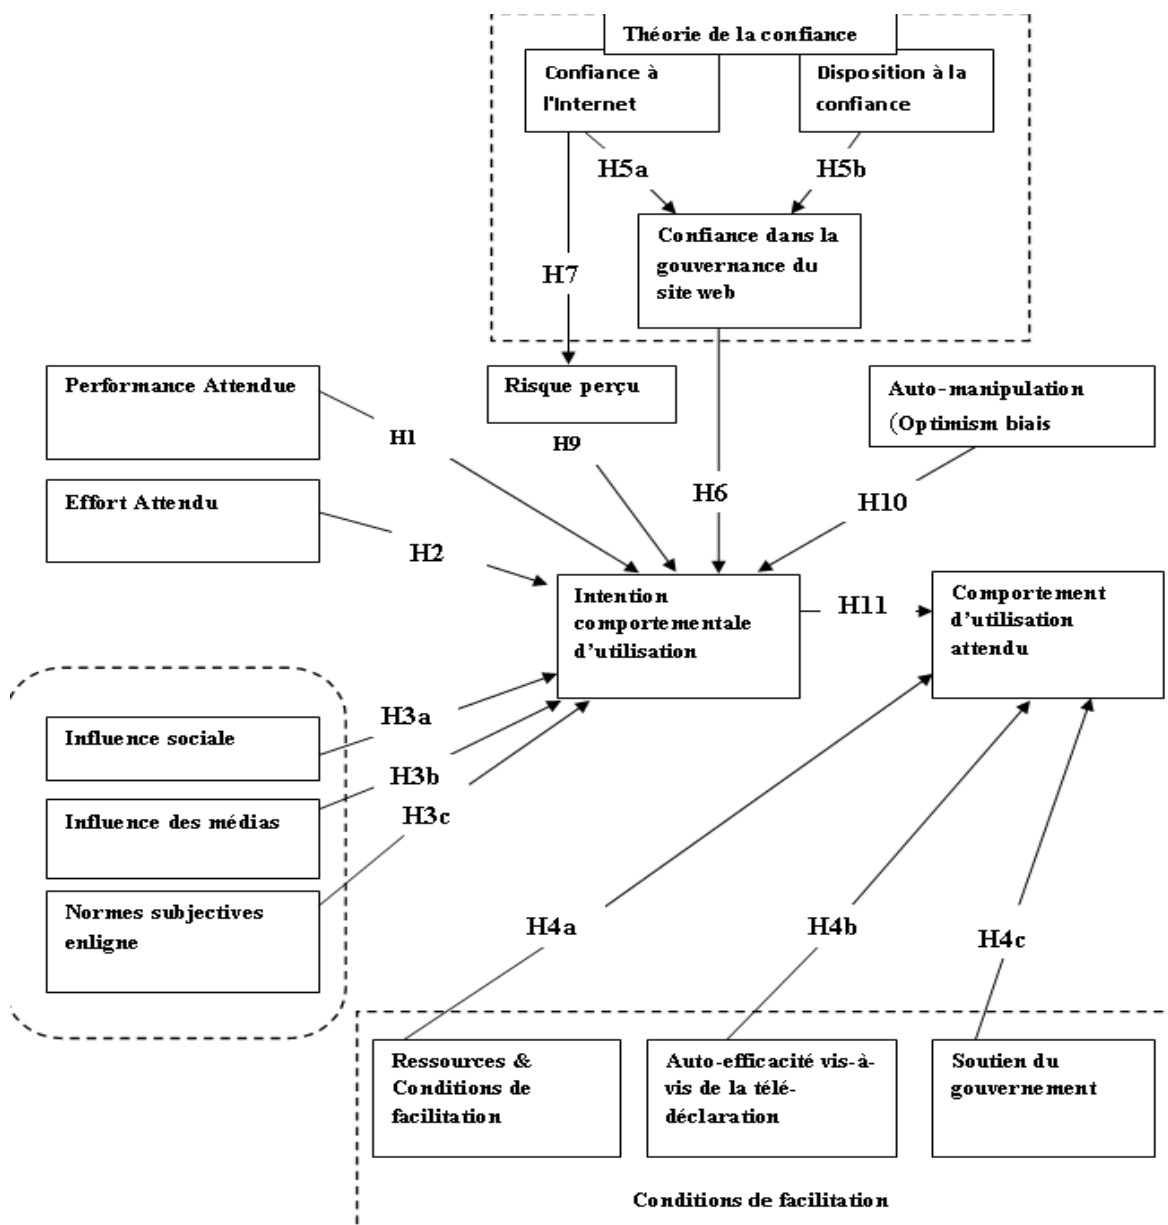 Théorie de la confiance
Confiance à
l'Internet
Disposition à la
confiance
H5a
H5b
Confiance dans la
gouvernance du
site web
H7
Performance Attendue
Risque perçu
Auto-manipulation
(Optimism biais
H1
H9
Effort Attendu
H6
H10
H2
Intention
comportementale
d'utilisation
H11
Comportement
d'utilisation
attendu
H3a
Influence sociale
H3b
Influence des médias
H3c
Normes subjectives
enligne
H4a
H4b
H4c
Ressources &
Conditions de
facilitation
Auto-efficacité vis-à-
vis de la télé-
déclaration
Soutien du
gouvernement
Conditions de facilitation